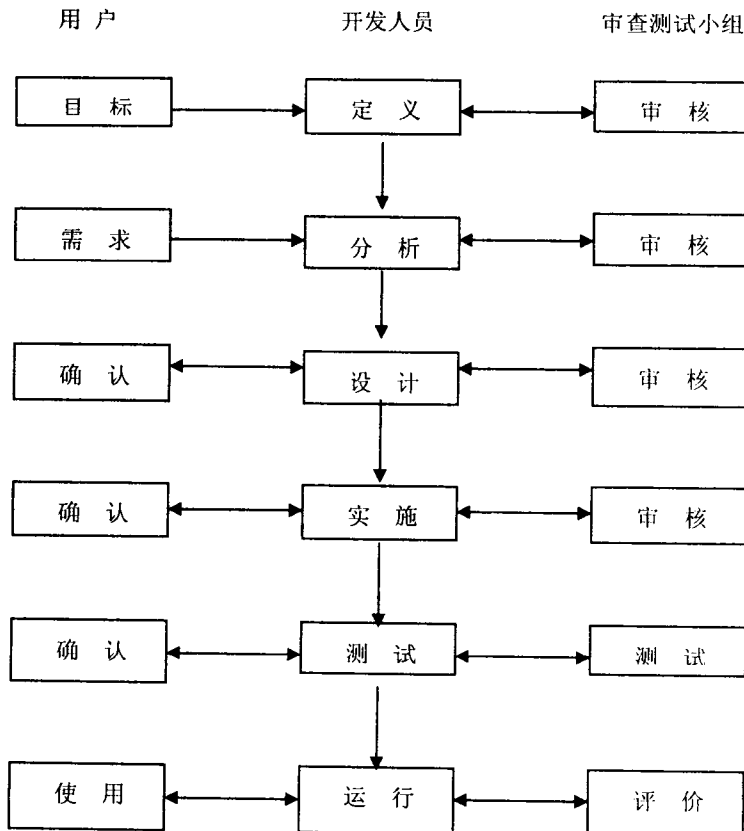 用户 开发人员 审查测试小组
目标 定义 审核
需求 分析 审核
确认 设计 审核
确认 实施 审核
确认 测试 测试
使用 运行 评价